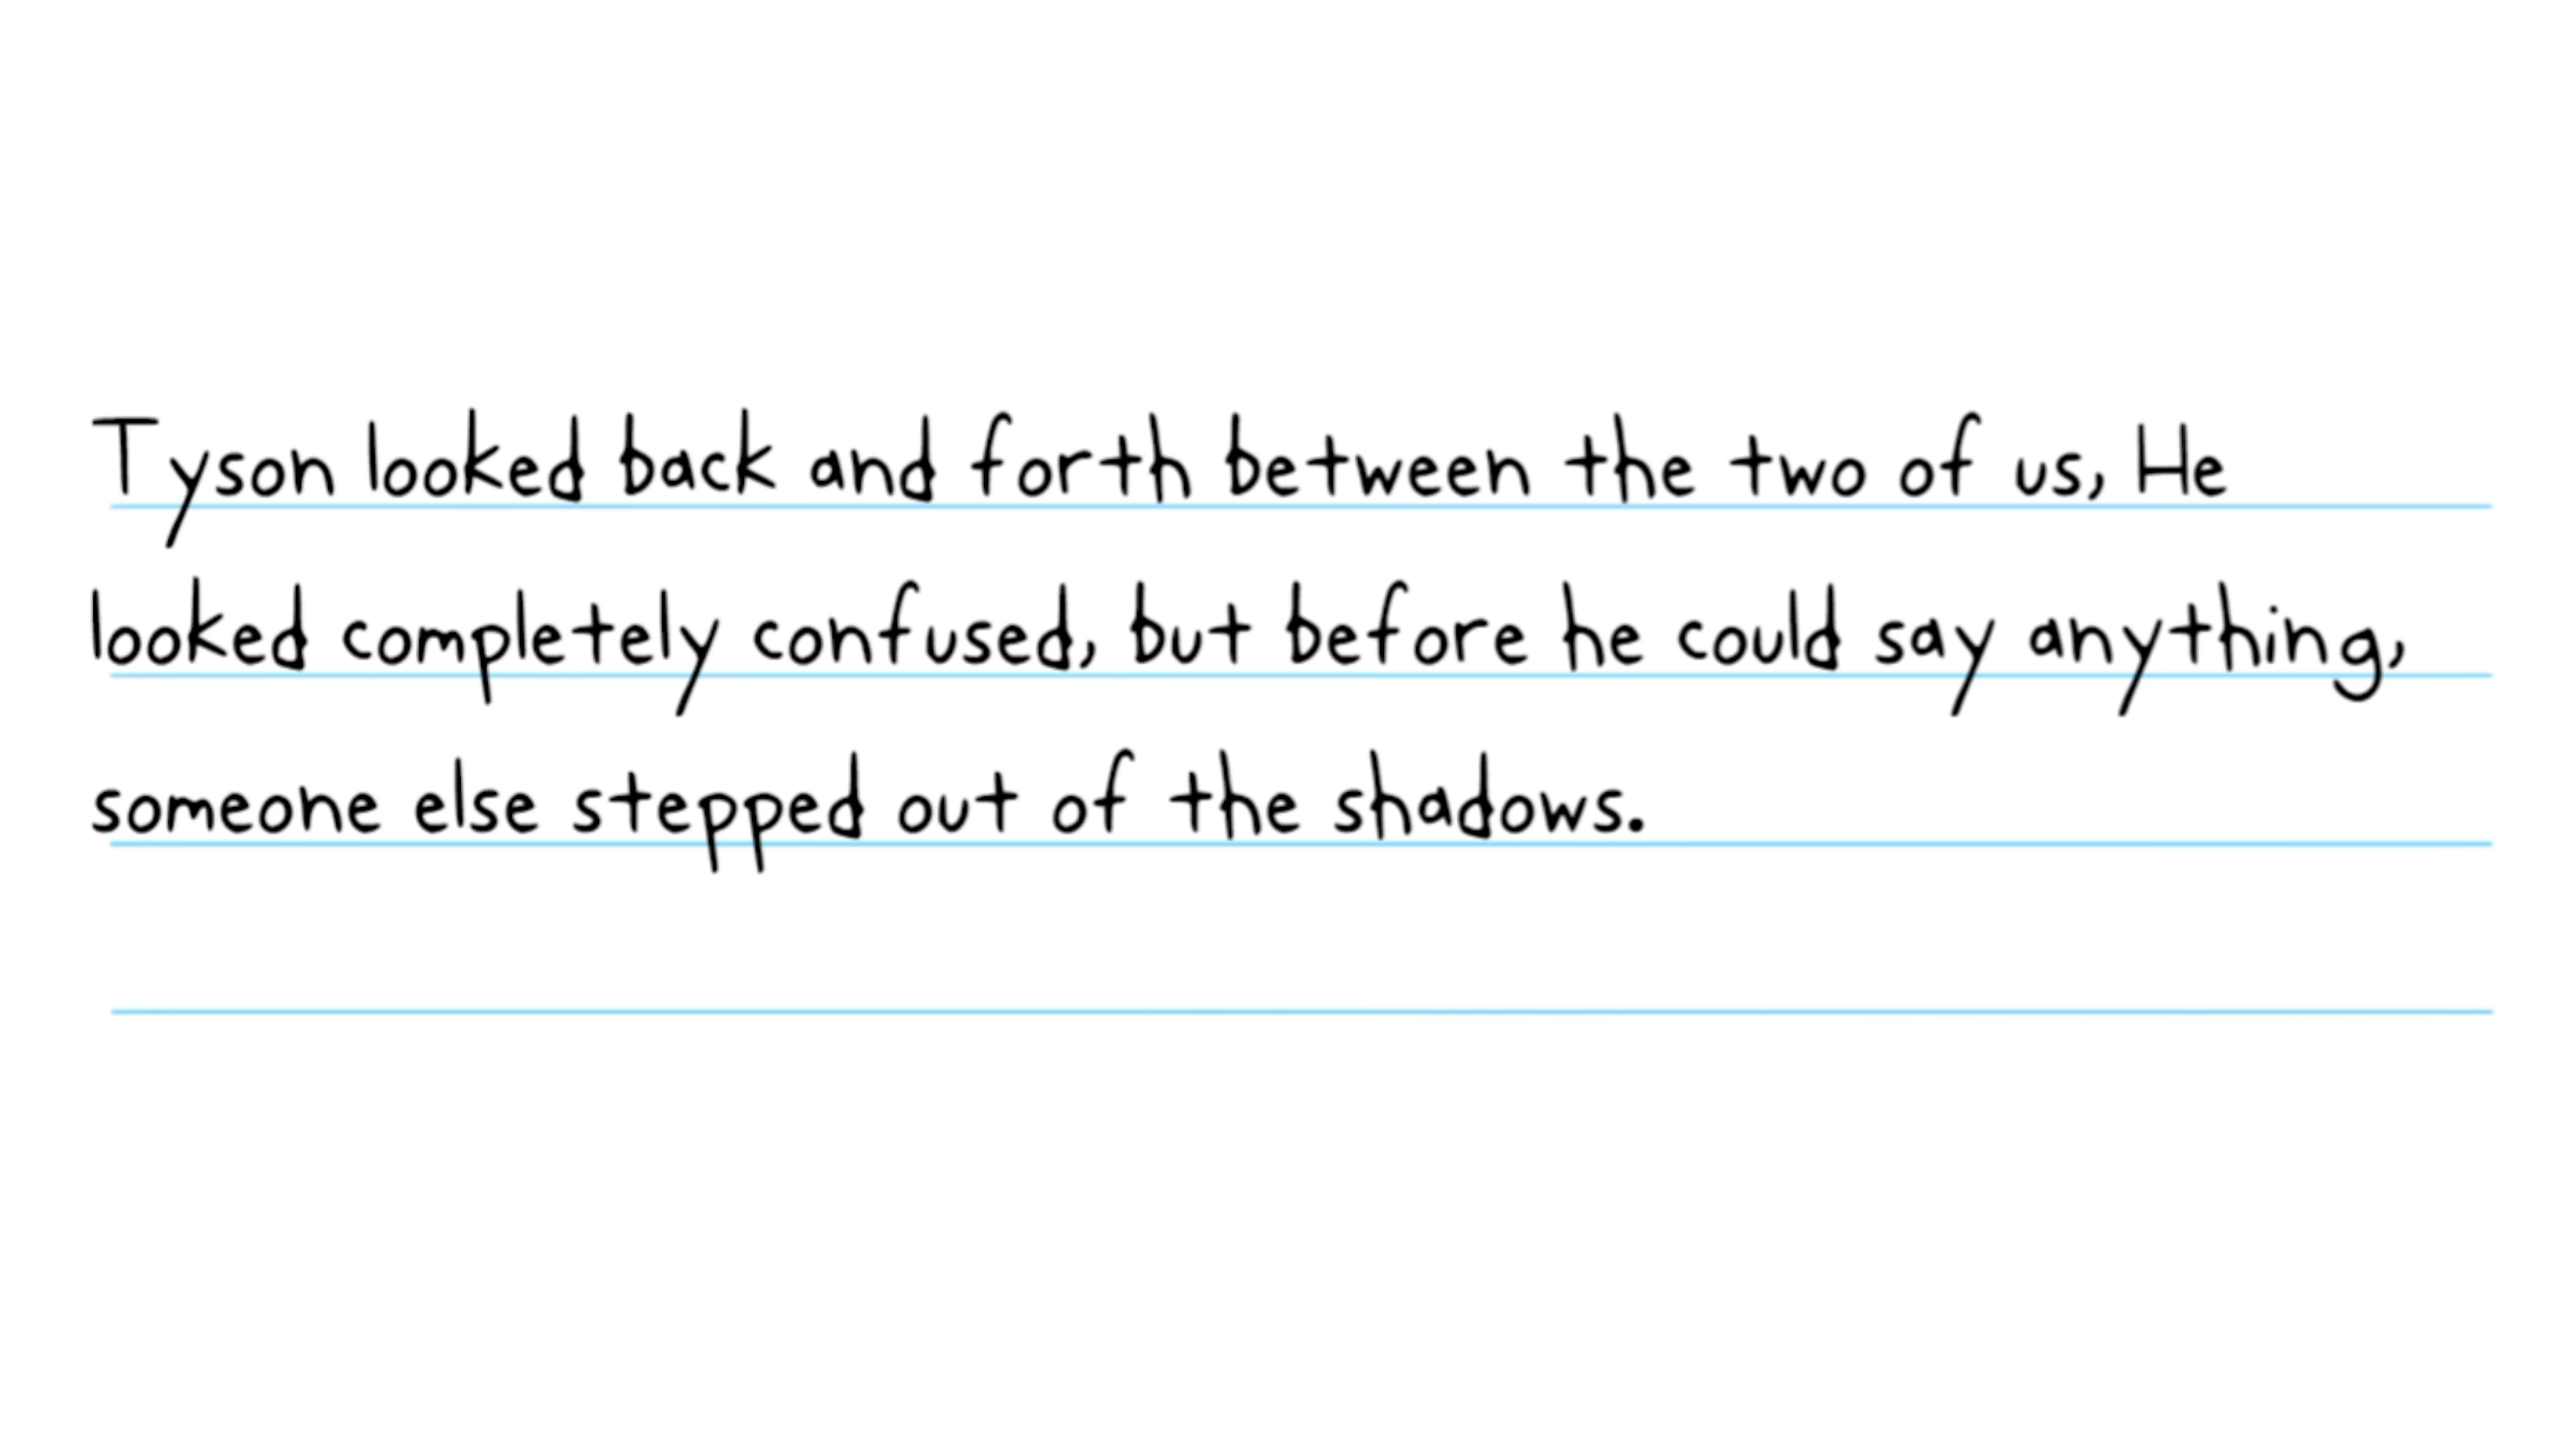 Tyson looked back and forth between the two of us, He
looked completely confused, but before he could say anything,
someone else stepped out of the shadows.